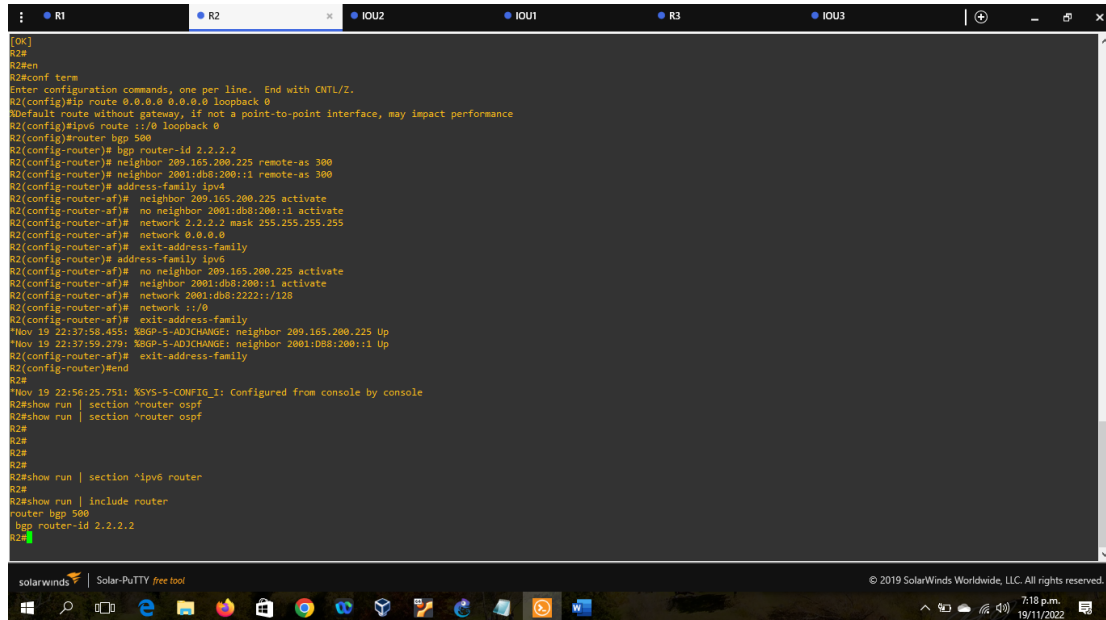 R1
R2
IOU2
IOU1
R3
IOU3
[OK]
R2#
R2#en
R2#conf term
Enter configuration commands, one per line.  End with CNTL/Z.
R2(config)#ip route 0.0.0.0 0.0.0.0 loopback 0
%Default route without gateway, if not a point-to-point interface, may impact performance
R2(config)#ipv6 route ::/0 loopback 0
R2(config)#router bgp 500
R2(config-router)# bgp router-id 2.2.2.2
R2(config-router)# neighbor 209.165.200.225 remote-as 300
R2(config-router)# neighbor 2001:db8:200::1 remote-as 300
R2(config-router)# address-family ipv4
R2(config-router-af)#  neighbor 209.165.200.225 activate
R2(config-router-af)#  no neighbor 2001:db8:200::1 activate
R2(config-router-af)#  network 2.2.2.2 mask 255.255.255.255
R2(config-router-af)#  network 0.0.0.0
R2(config-router-af)#  exit-address-family
R2(config-router)# address-family ipv6
R2(config-router-af)#  no neighbor 209.165.200.225 activate
R2(config-router-af)#  neighbor 2001:db8:200::1 activate
R2(config-router-af)#  network 2001:db8:2222::/128
R2(config-router-af)#  network ::/0
R2(config-router-af)#  exit-address-family
*Nov 19 22:37:58.455: %BGP-5-ADJCHANGE: neighbor 209.165.200.225 Up
*Nov 19 22:37:59.279: %BGP-5-ADJCHANGE: neighbor 2001:DB8:200::1 Up
R2(config-router-af)#  exit-address-family
R2(config-router)#end
R2#
*Nov 19 22:56:25.751: %SYS-5-CONFIG_I: Configured from console by console
R2#show run | section ^router ospf
R2#show run | section ^router ospf
R2#
R2#
R2#
R2#
R2#show run | section ^ipv6 router
R2#
R2#show run | include router
router bgp 500
 bgp router-id 2.2.2.2
R2#
solarwinds | Solar-PuTTY free tool
© 2019 SolarWinds Worldwide, LLC. All rights reserved.
7:18 p.m.
19/11/2022